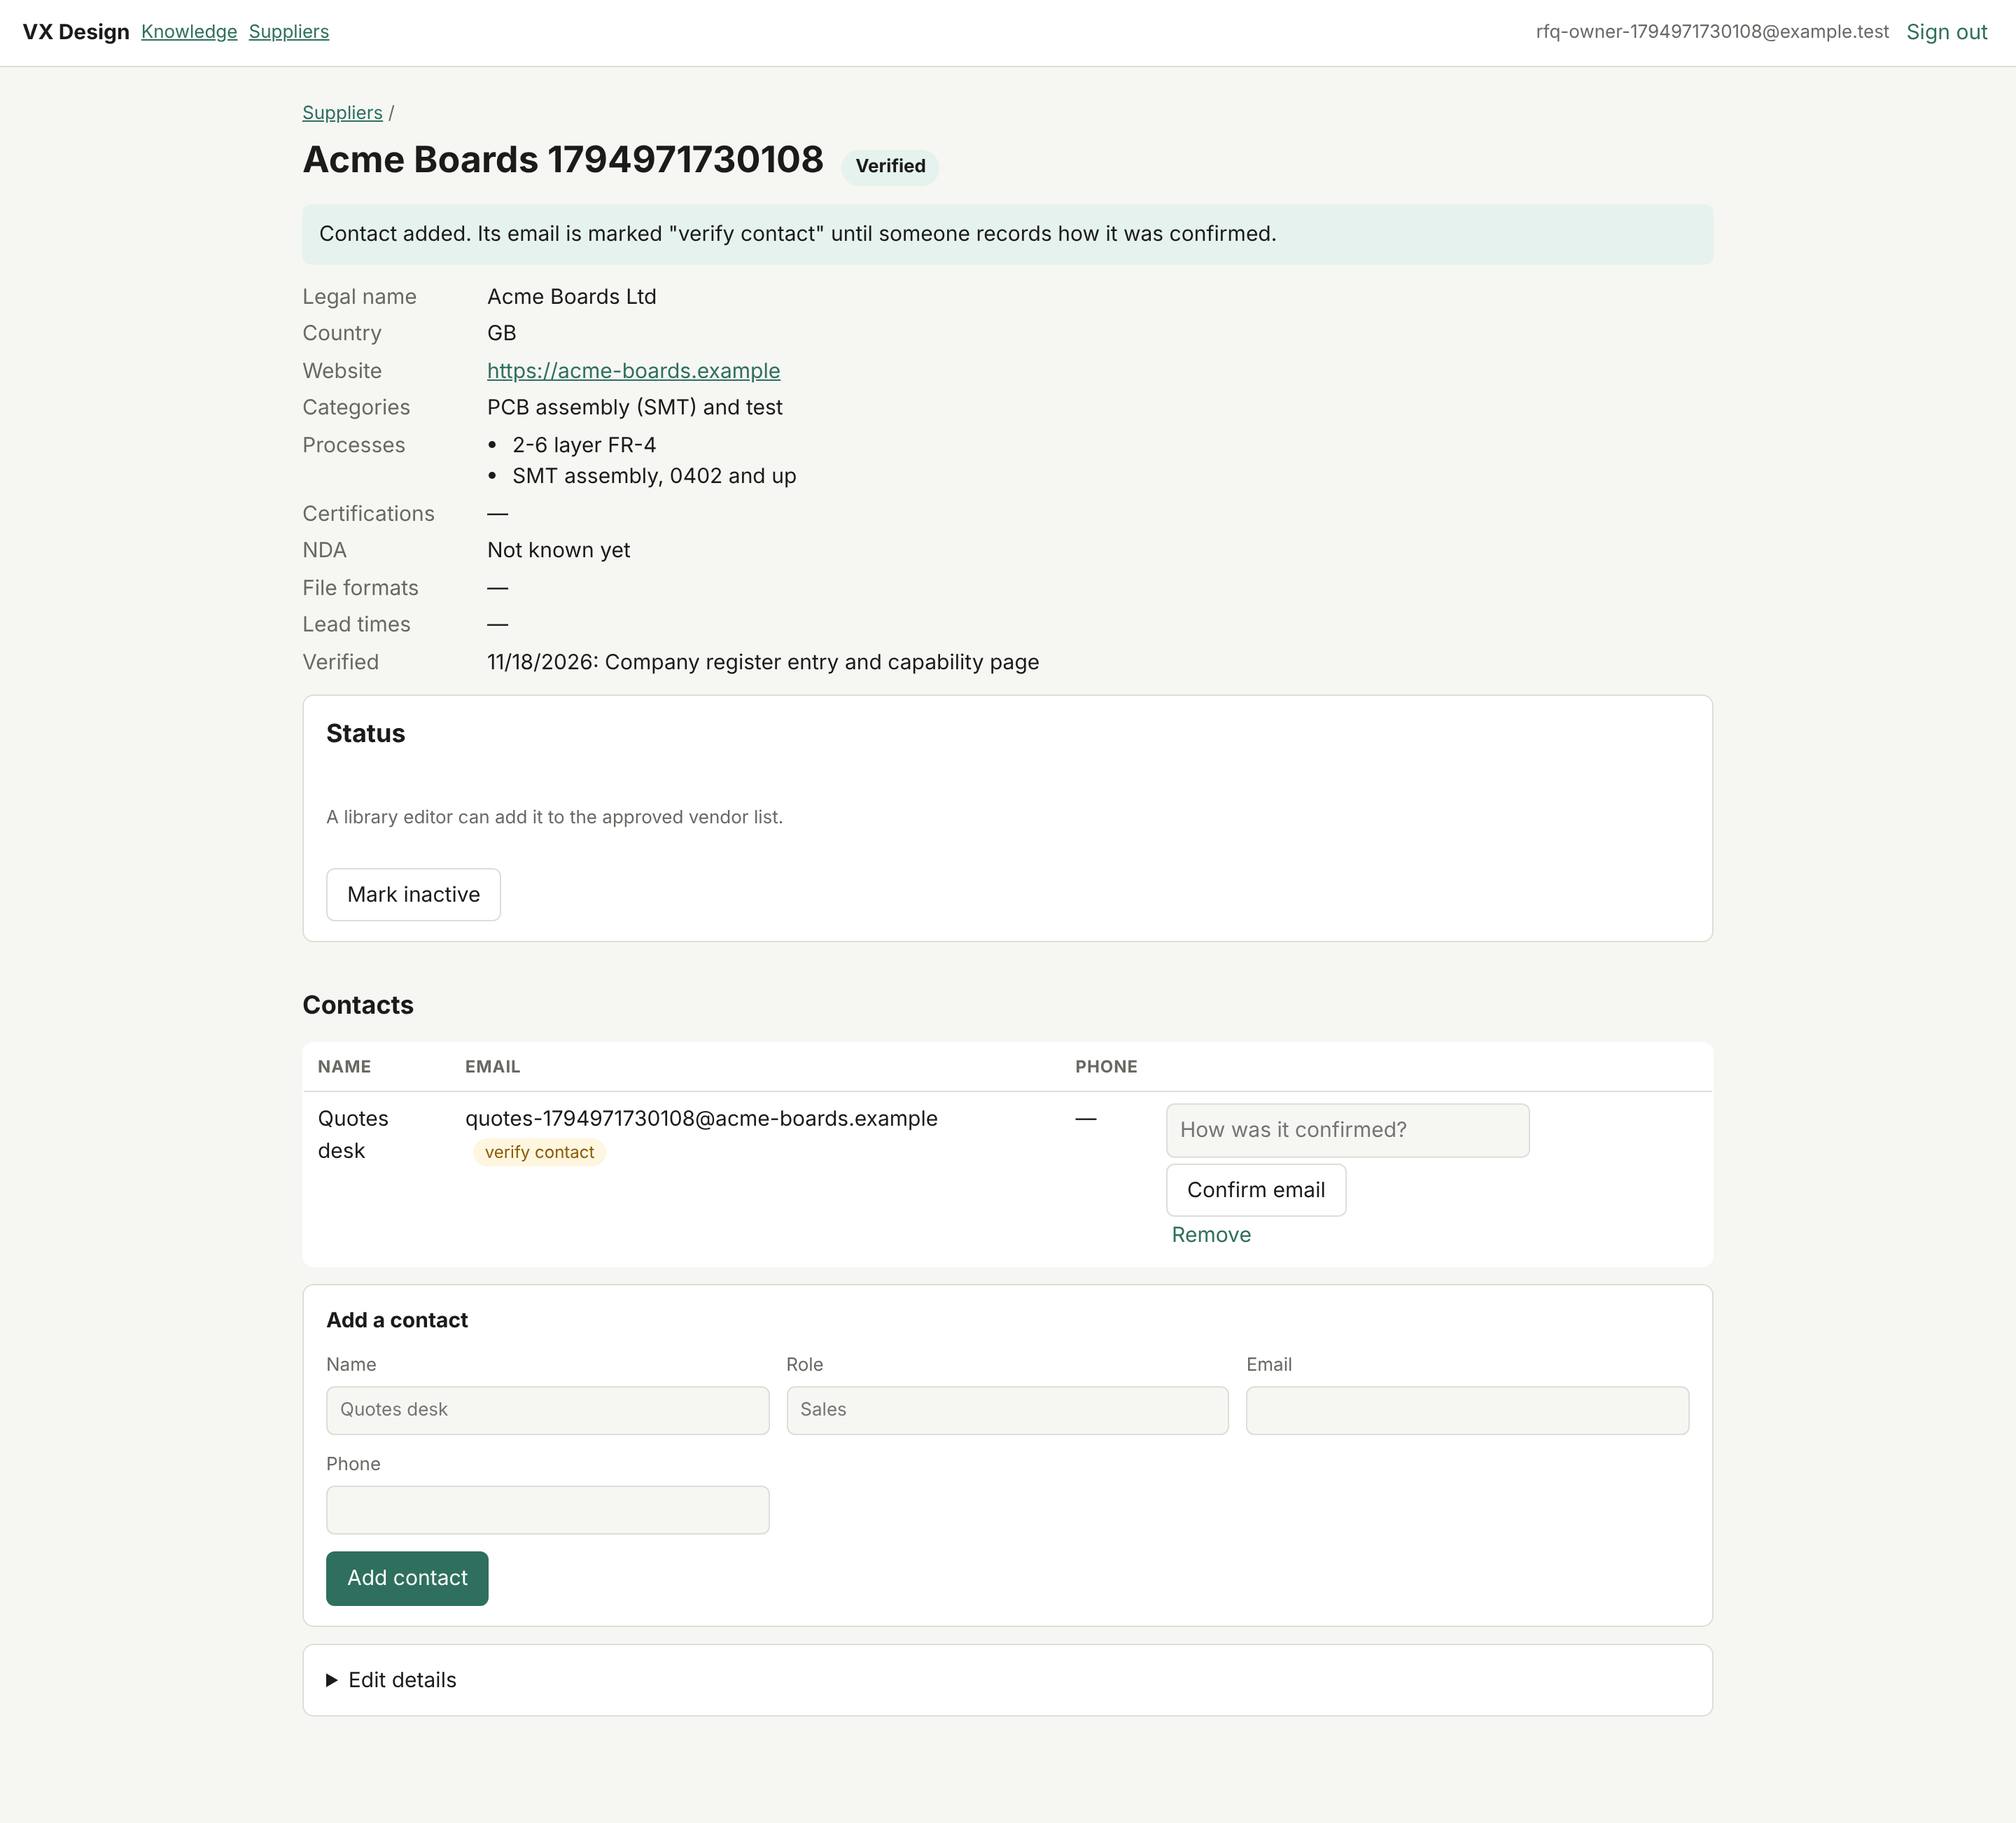 VX Design Knowledge Suppliers rfq-owner-1794971730108@example.test Sign out
Suppliers /
Acme Boards 1794971730108 Verified
Contact added. Its email is marked "verify contact" until someone records how it was confirmed.
Legal name Acme Boards Ltd
Country GB
Website https://acme-boards.example
Categories PCB assembly (SMT) and test
Processes • 2-6 layer FR-4
• SMT assembly, 0402 and up
Certifications —
NDA Not known yet
File formats —
Lead times —
Verified 11/18/2026: Company register entry and capability page
Status
A library editor can add it to the approved vendor list.
Mark inactive
Contacts
NAME EMAIL PHONE
Quotes desk quotes-1794971730108@acme-boards.example — How was it confirmed?
verify contact
Confirm email
Remove
Add a contact
Name Role Email
Quotes desk Sales
Phone
Add contact
▶ Edit details